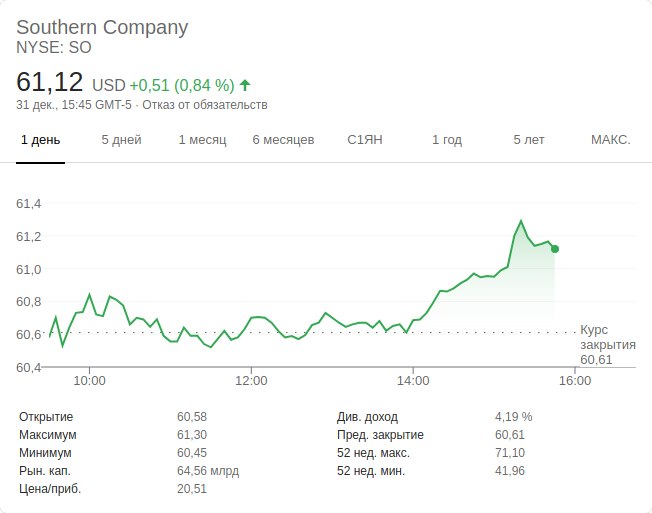 Southern Company
NYSE: SO
61,12 USD +0,51 (0,84 %)
31 дек., 15:45 GMT-5 · Отказ от обязательств
1 день 5 дней 1 месяц 6 месяцев С1ЯН 1 год 5 лет МАКС.
61,4
61,2
61,0
60,8
60,6
60,4
Курс
закрытия
60,61
10:00 12:00 14:00 16:00
Открытие 60,58 Див. доход 4,19 %
Максимум 61,30 Пред. закрытие 60,61
Минимум 60,45 52 нед. макс. 71,10
Рын. кап. 64,56 млрд 52 нед. мин. 41,96
Цена/приб. 20,51